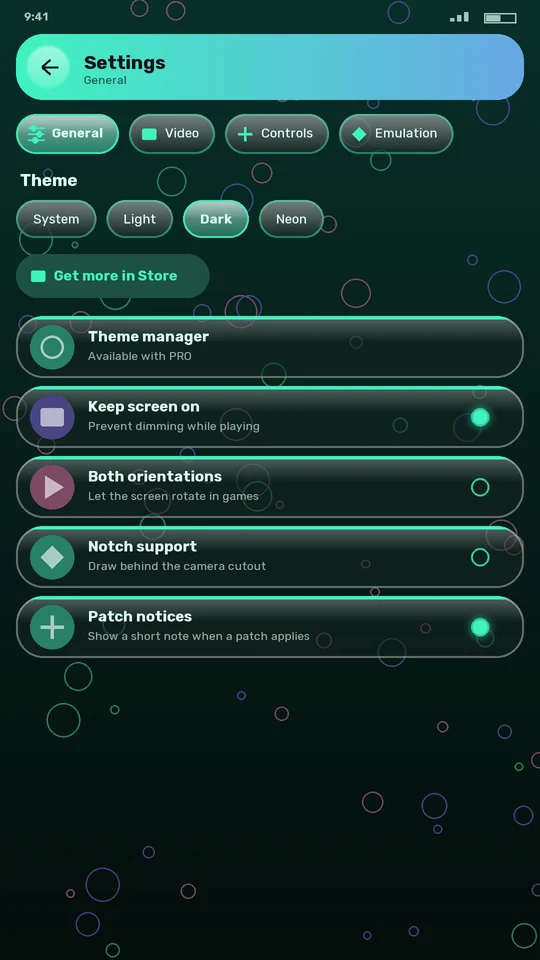 9:41
Settings
General
General
Video
Controls
Emulation
Theme
System
Light
Dark
Neon
Get more in Store
Theme manager
Available with PRO
Keep screen on
Prevent dimming while playing
Both orientations
Let the screen rotate in games
Notch support
Draw behind the camera cutout
Patch notices
Show a short note when a patch applies